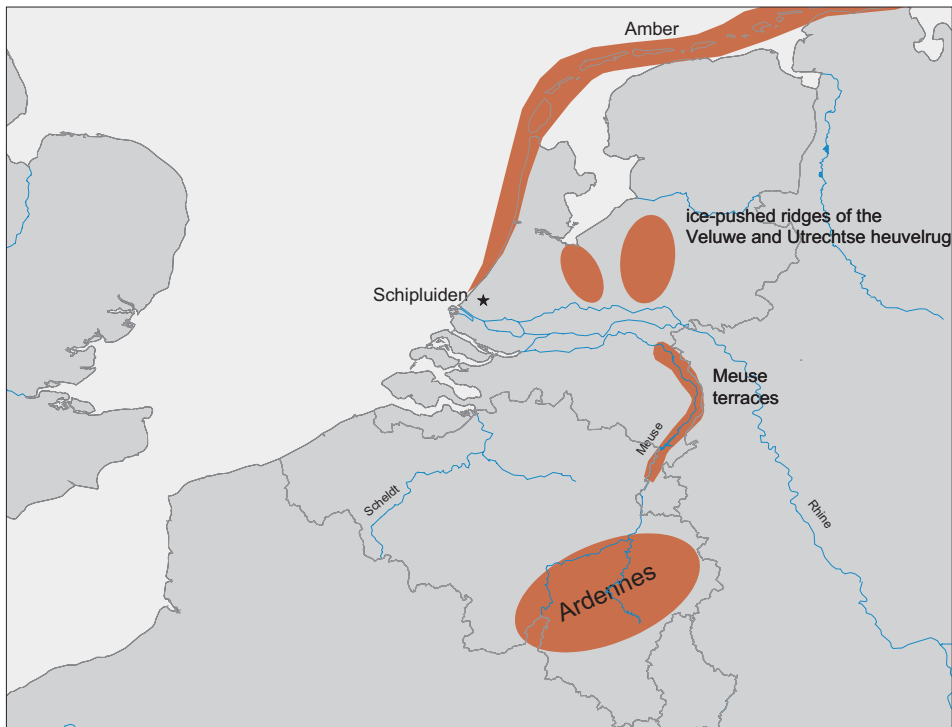 Amber
ice-pushed ridges of the
Veluwe and Utrechtse heuvelrug
Schipluiden
Meuse
terraces
Meuse
Scheldt
Rhine
Ardennes